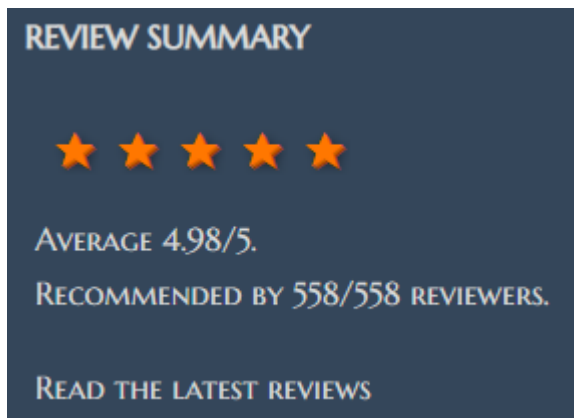 REVIEW SUMMARY
Average 4.98/5.
Recommended by 558/558 reviewers.
Read the latest reviews